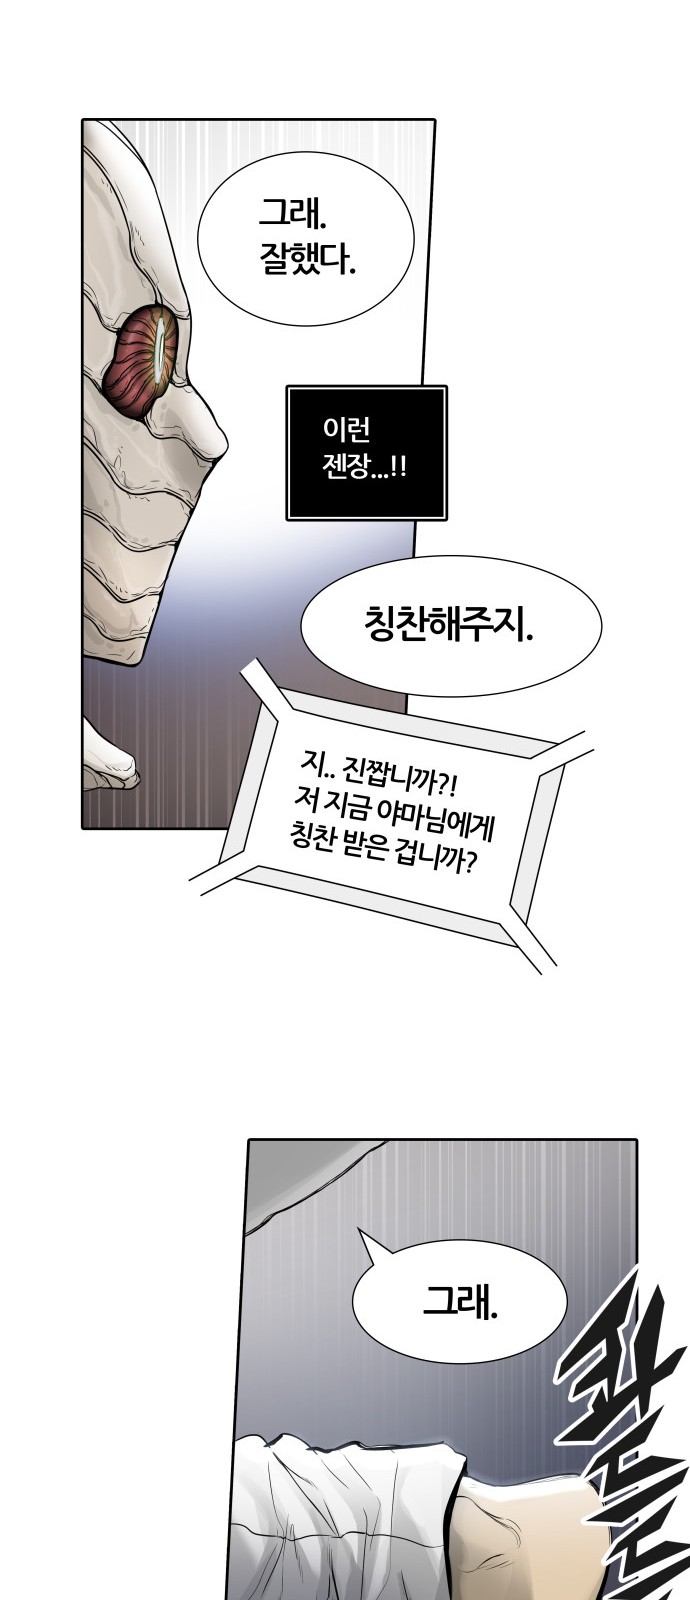 그래.
잘했다.
이런
젠장...!!
칭찬해주지.
지.. 진짭니까?!
저 지금 야마님에게
칭찬 받은 겁니까?
그래.